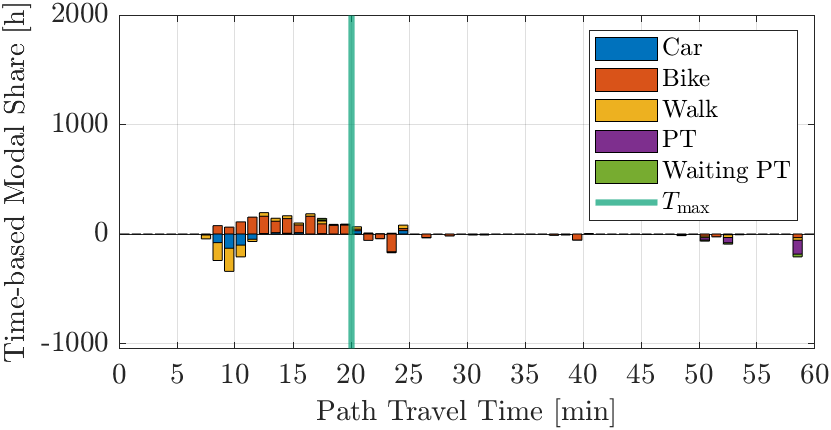 Time-based Modal Share [h]
2000
1000
0
-1000
Car
Bike
Walk
PT
Waiting PT
T_max
0 5 10 15 20 25 30 35 40 45 50 55 60
Path Travel Time [min]